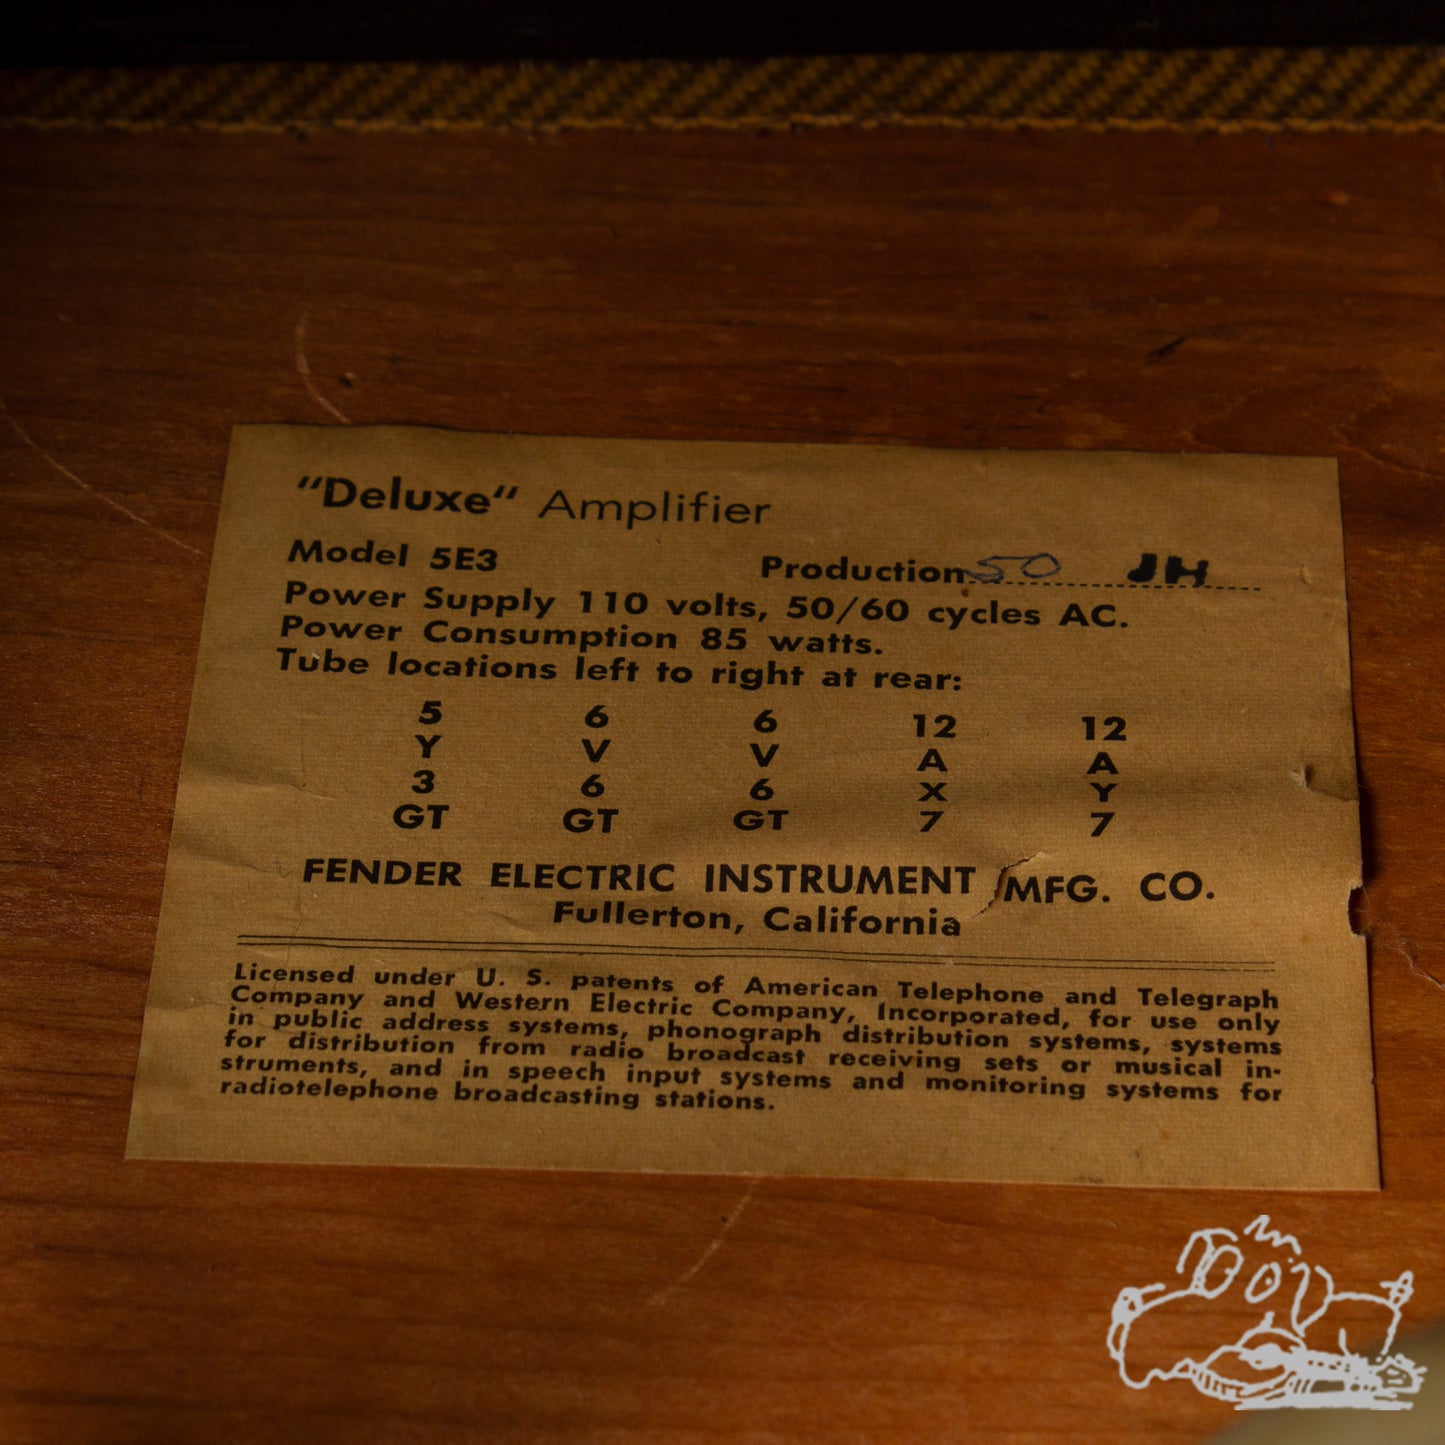 "Deluxe" Amplifier
Model 5E3 Production 50 JH
Power Supply 110 volts, 50/60 cycles AC.
Power Consumption 85 watts.
Tube locations left to right at rear:
5 6 6 12 12
Y V V A A
3 6 6 X Y
GT GT GT 7 7
FENDER ELECTRIC INSTRUMENT MFG. CO.
Fullerton, California
Licensed under U. S. patents of American Telephone and Telegraph
Company and Western Electric Company, Incorporated, for use only
in public address systems, phonograph distribution systems, systems
for distribution from radio broadcast receiving sets or musical in-
struments, and in speech input systems and monitoring systems for
radiotelephone broadcasting stations.